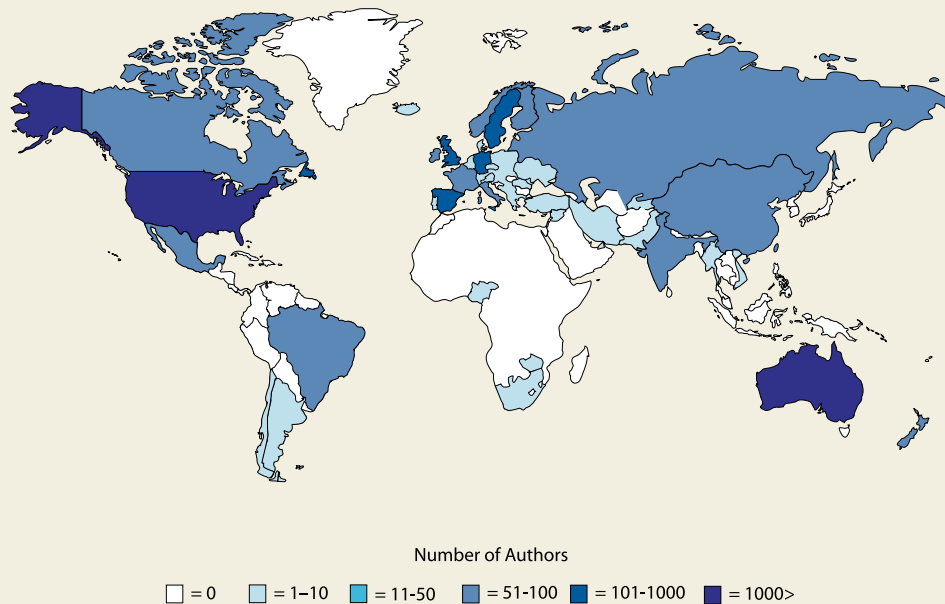 Number of Authors
= 0 = 1–10 = 11-50 = 51-100 = 101-1000 = 1000>